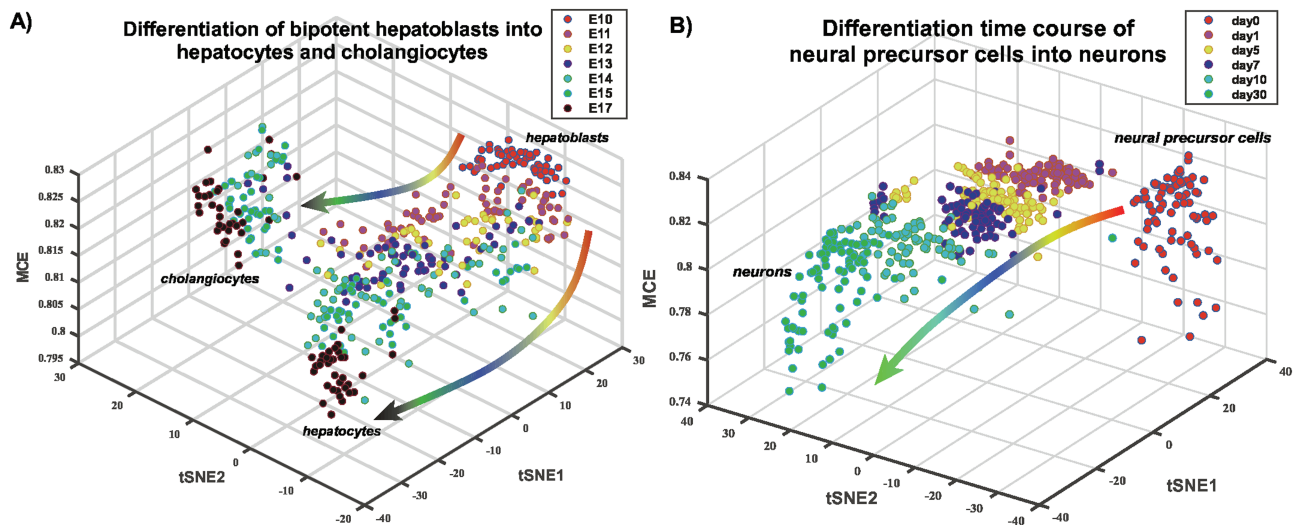 A)
Differentiation of bipotent hepatoblasts into
hepatocytes and cholangiocytes
E10
E11
E12
E13
E14
E15
E17
hepatoblasts
cholangiocytes
hepatocytes
MCE
0.83
0.825
0.82
0.815
0.81
0.805
0.8
0.795
30
20
10
0
-10
-20
tSNE2
-40
-30
-20
-10
0
10
20
30
tSNE1
B)
Differentiation time course of
neural precursor cells into neurons
day0
day1
day5
day7
day10
day30
neural precursor cells
neurons
MCE
0.84
0.82
0.8
0.78
0.76
0.74
40
30
20
10
0
-10
-20
-30
-40
tSNE2
-40
-20
0
20
40
tSNE1